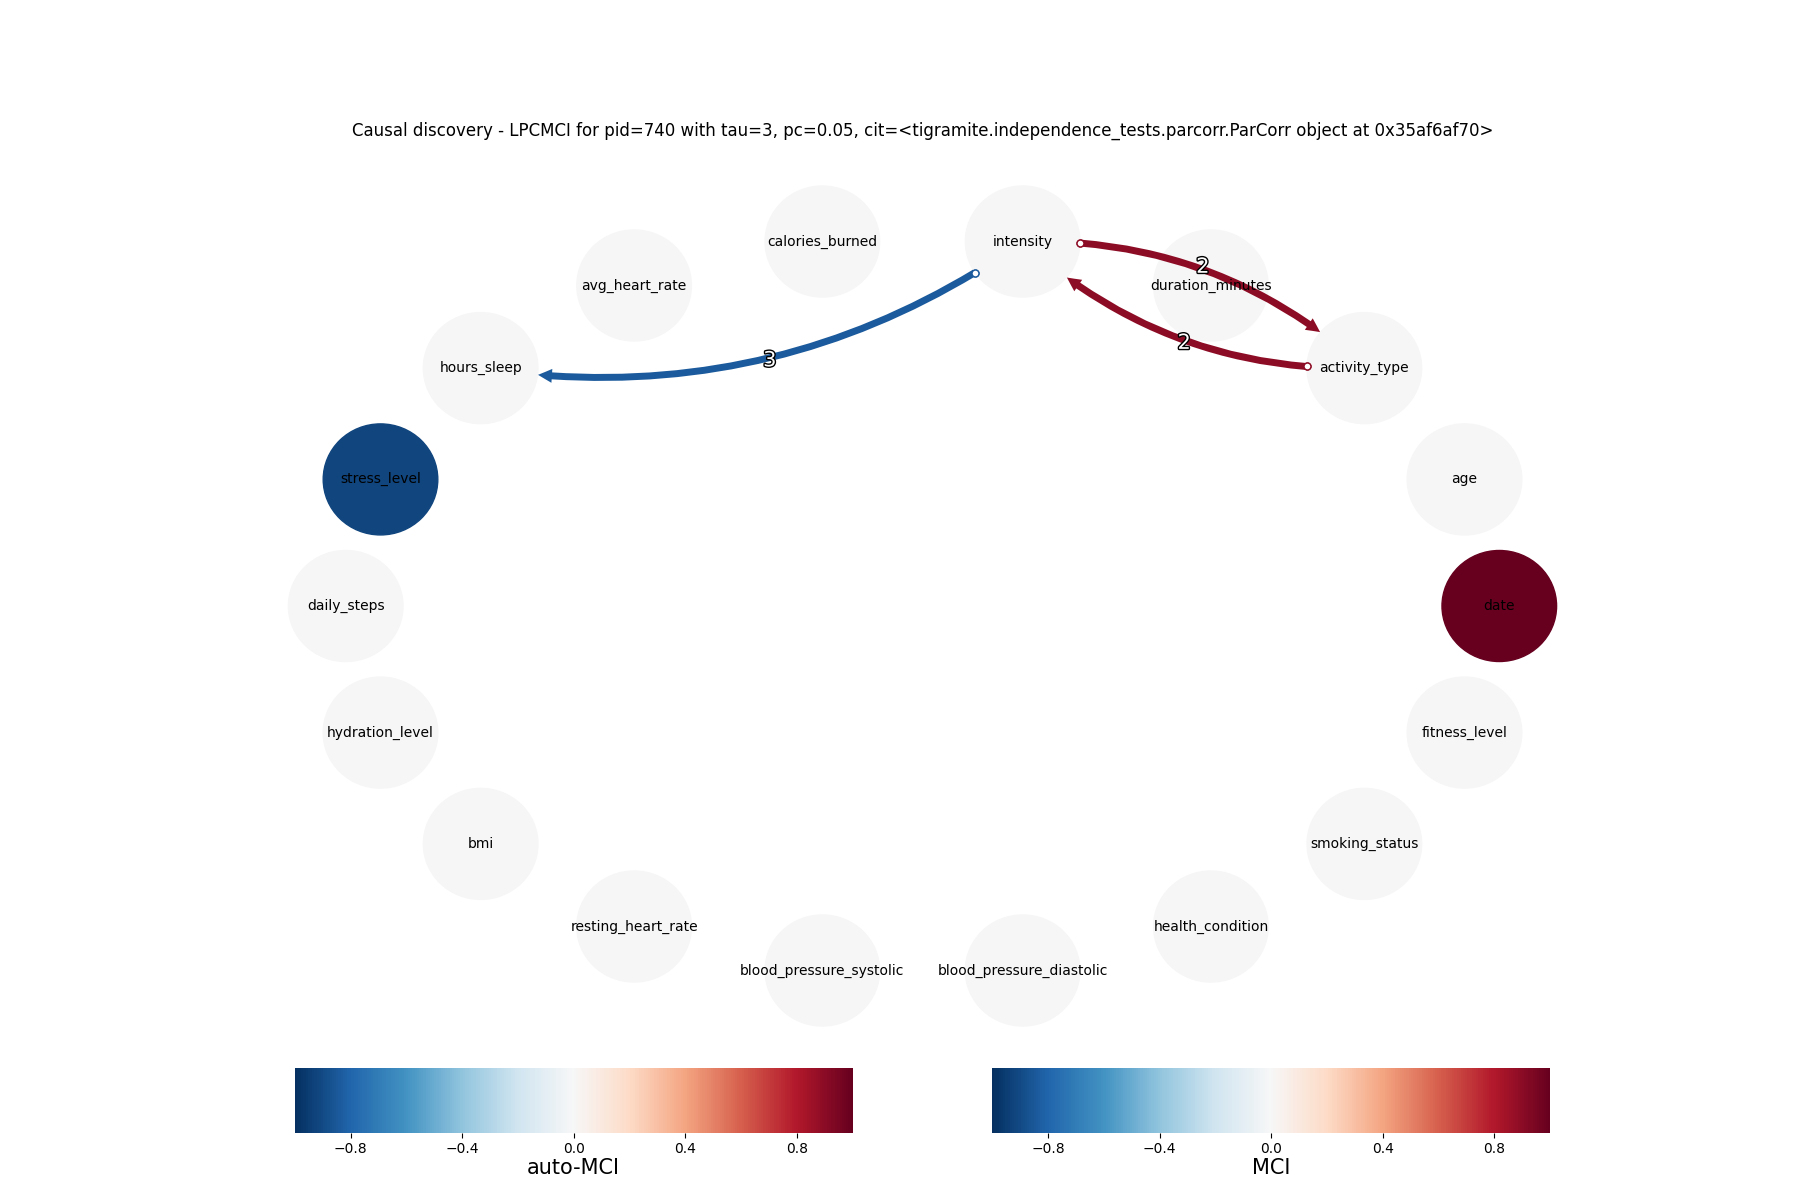 Causal discovery - LPCMCI for pid=740 with tau=3, pc=0.05, cit=<tigramite.independence_tests.parcorr.ParCorr object at 0x35af6af70>
calories_burned
intensity
2
avg_heart_rate
duration_minutes
2
3
hours_sleep
activity_type
stress_level
age
daily_steps
date
hydration_level
fitness_level
bmi
smoking_status
resting_heart_rate
health_condition
blood_pressure_systolic
blood_pressure_diastolic
−0.8 −0.4 0.0 0.4 0.8
auto-MCI
−0.8 −0.4 0.0 0.4 0.8
MCI